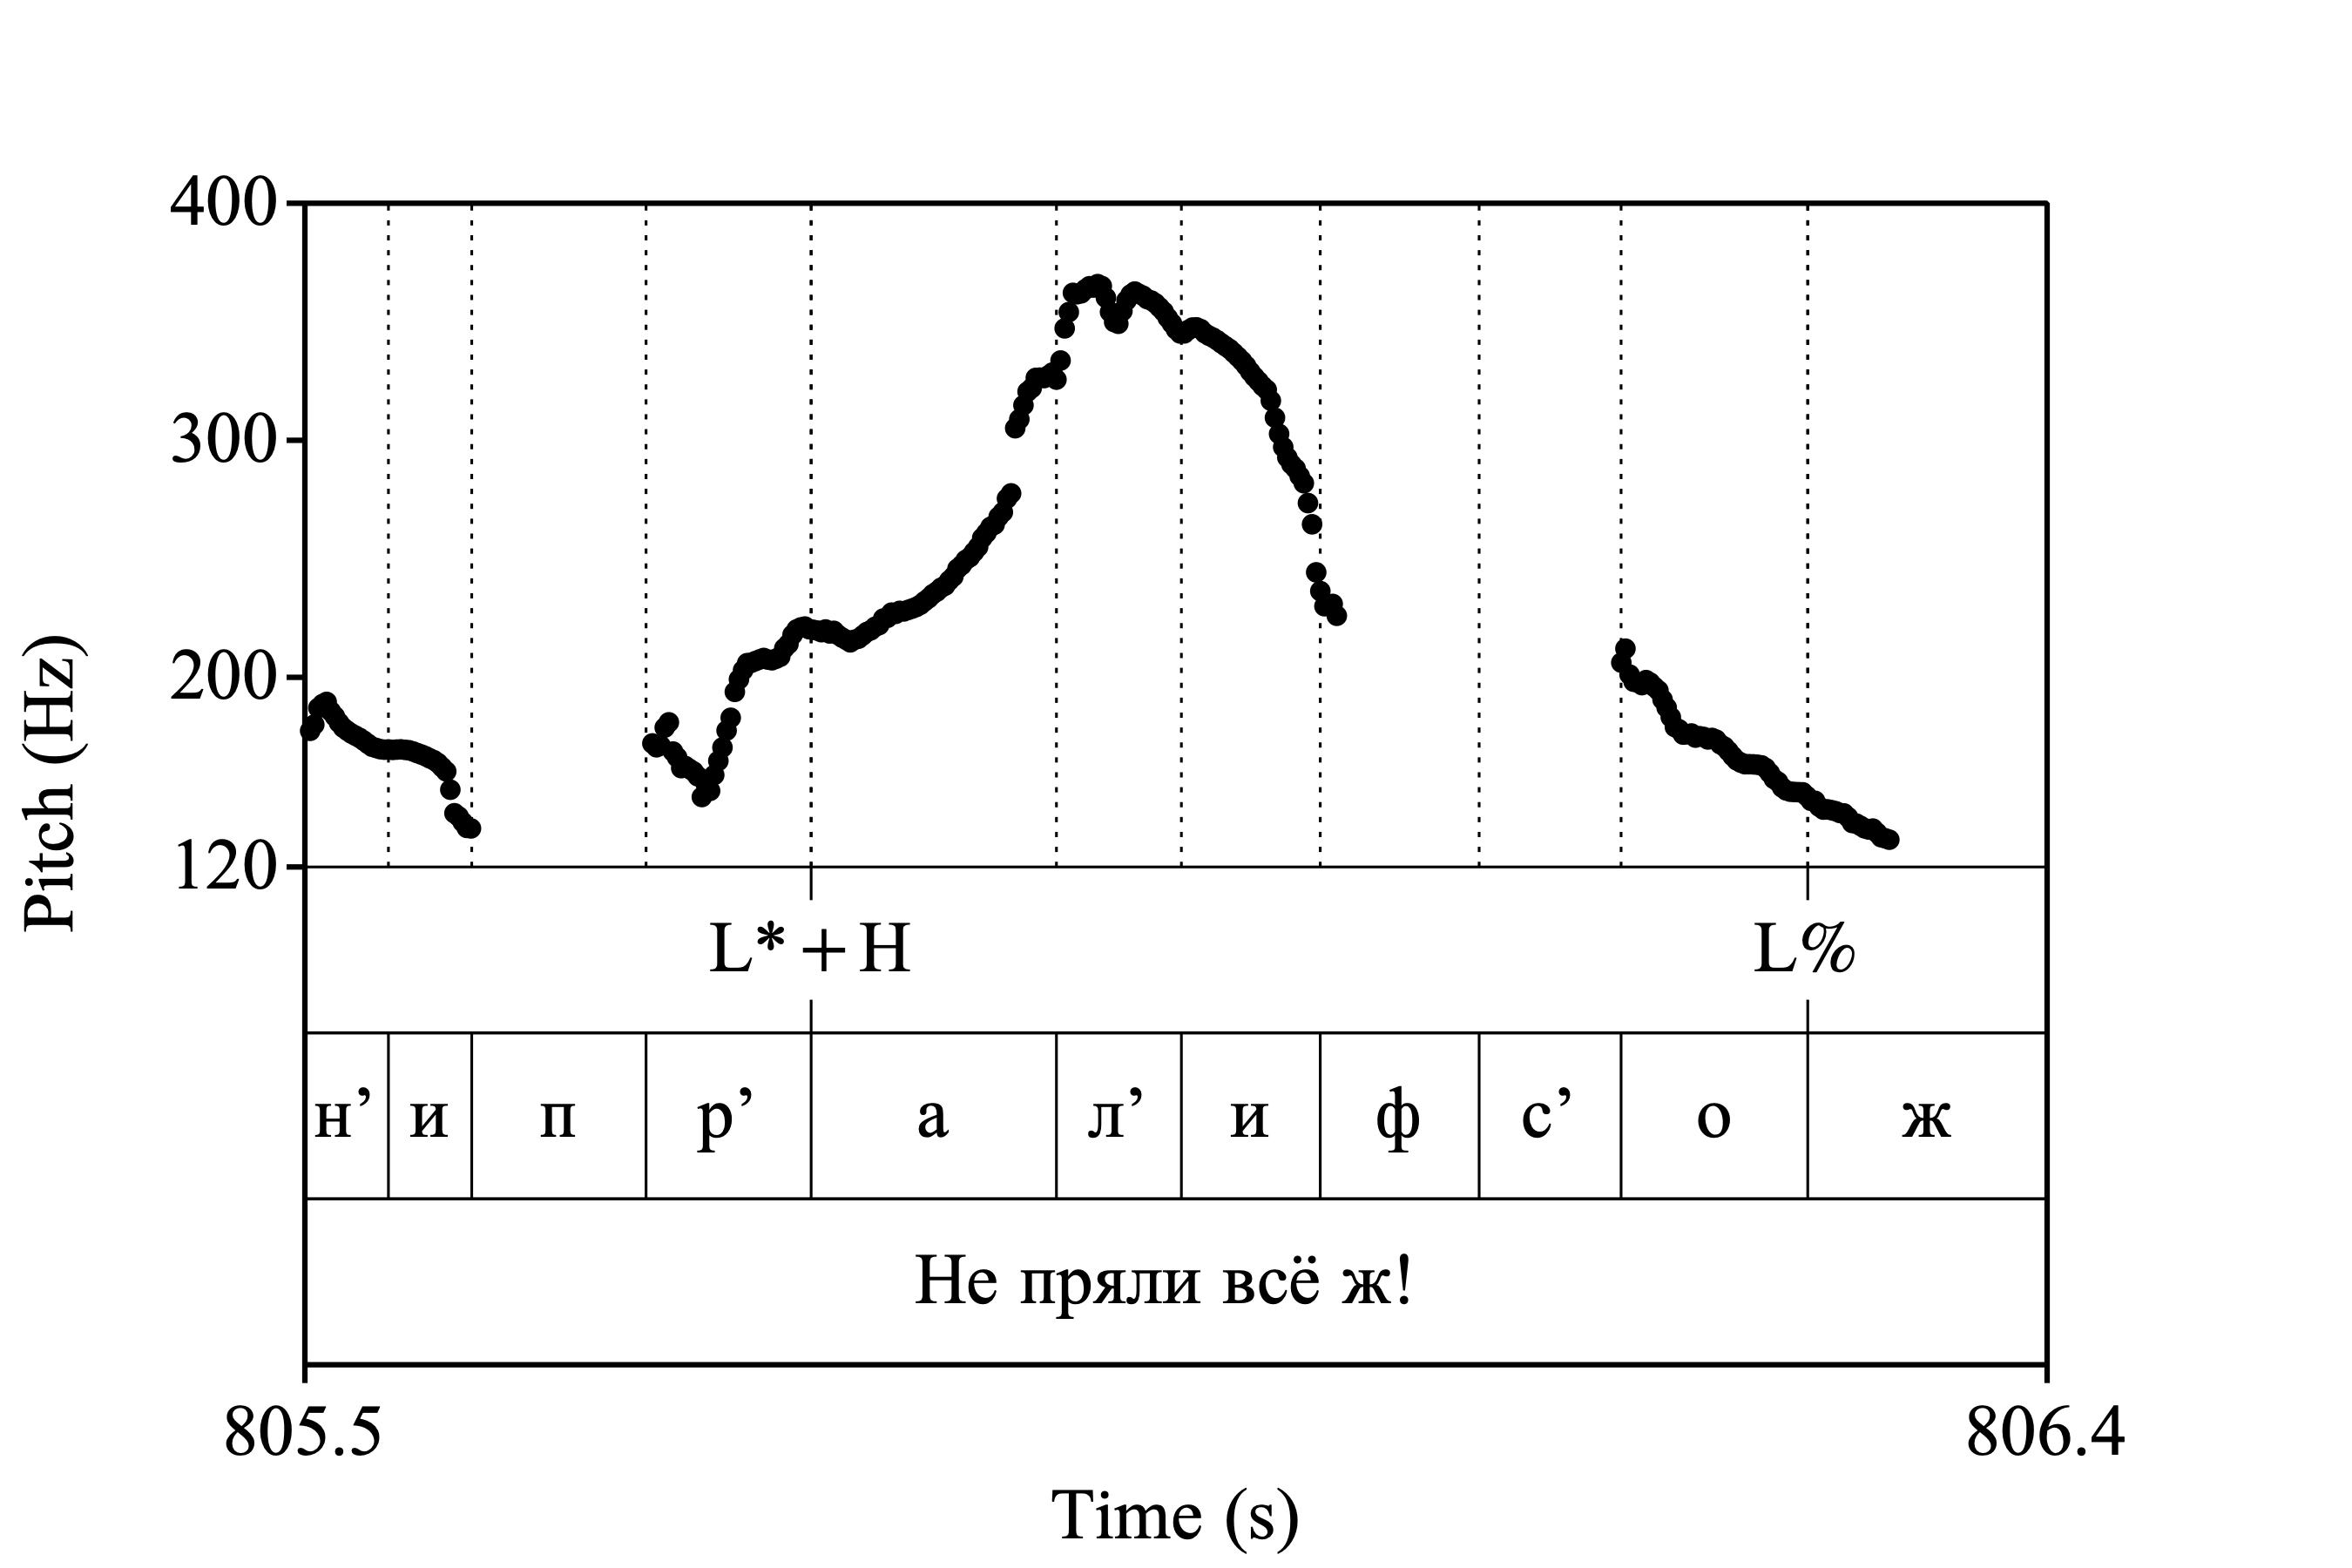 400
300
200
120
Pitch (Hz)
L*+H L%
н’ и п р’ а л’ и ф с’ о ж
Не пряли всё ж!
805.5 806.4
Time (s)